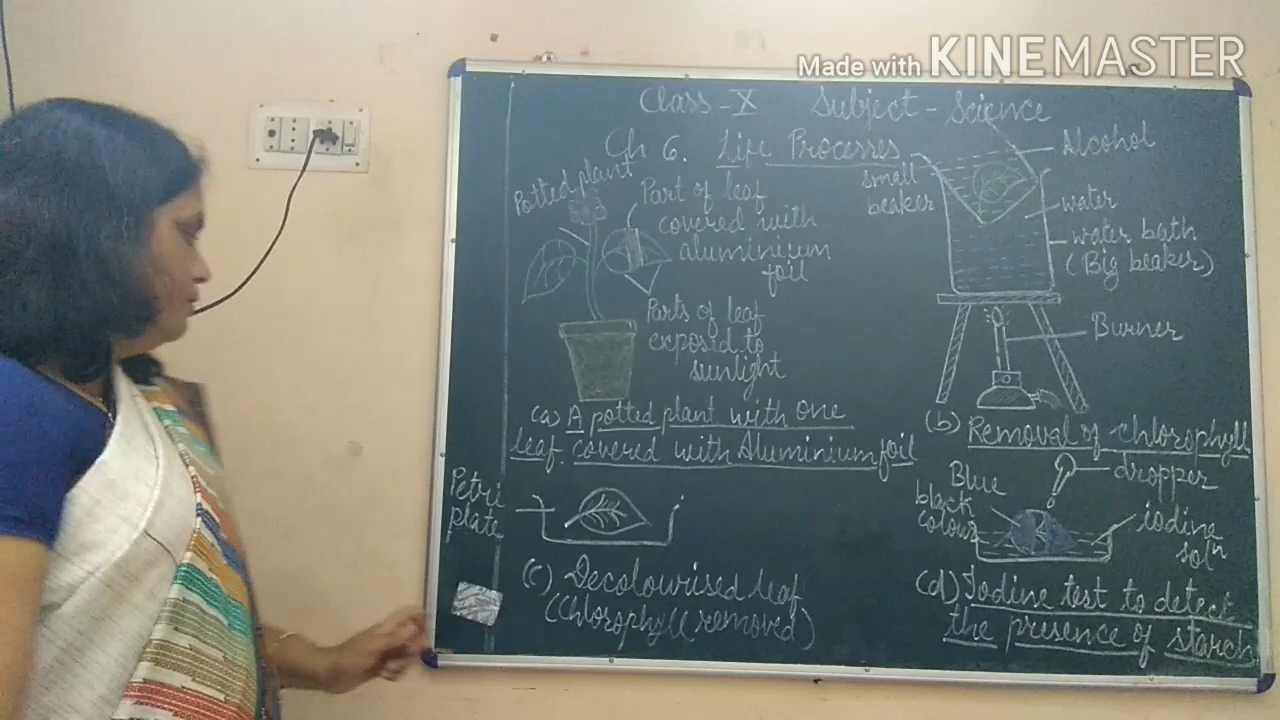 Made with KINEMASTER
Class-X Subject-Science
Ch 6. Life Processes
Potted plant
Part of leaf
covered with
aluminium
foil
Parts of leaf
exposed to
sunlight
(a) A potted plant with one
leaf covered with Aluminium foil
small
beaker
Alcohol
water
water bath
(Big beaker)
Burner
(b) Removal of chlorophyll
Petri
plate
(c) Decolourised leaf
(Chlorophyll removed)
dropper
Blue
black
colour
iodine
solⁿ
(d) Iodine test to detect
the presence of starch